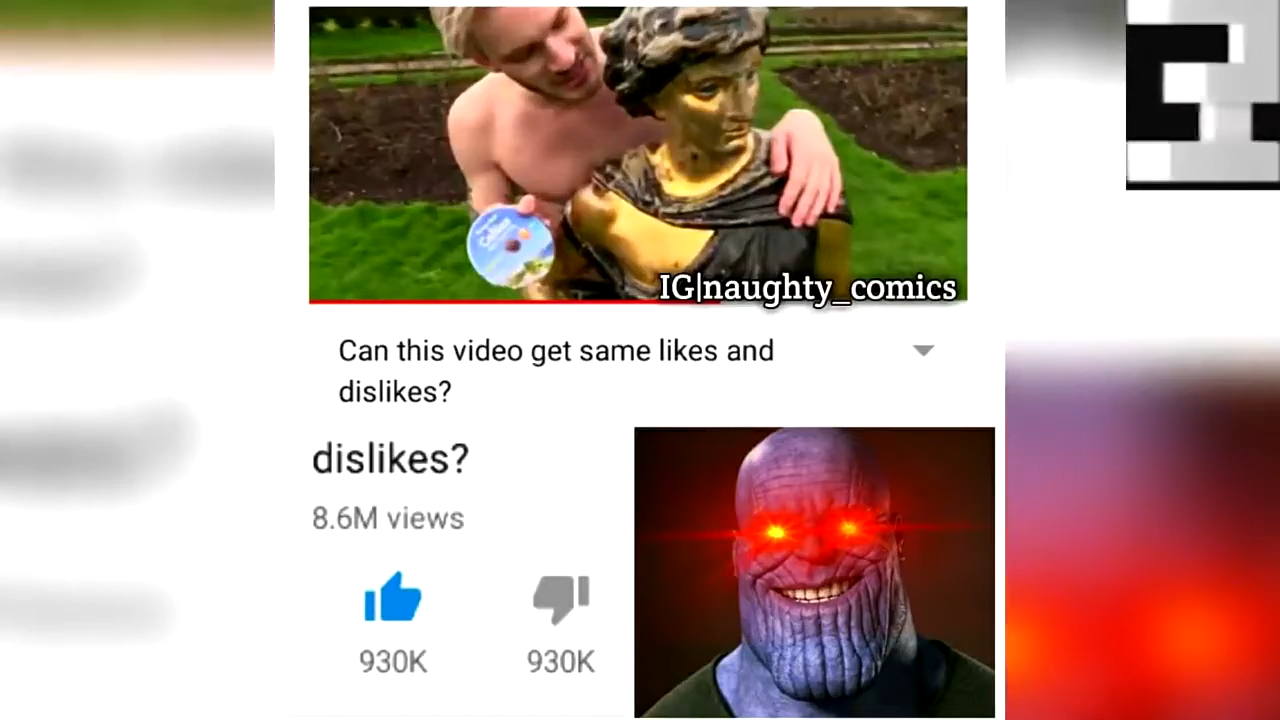 IG|naughty_comics
Can this video get same likes and
dislikes?
dislikes?
8.6M views
930K
930K